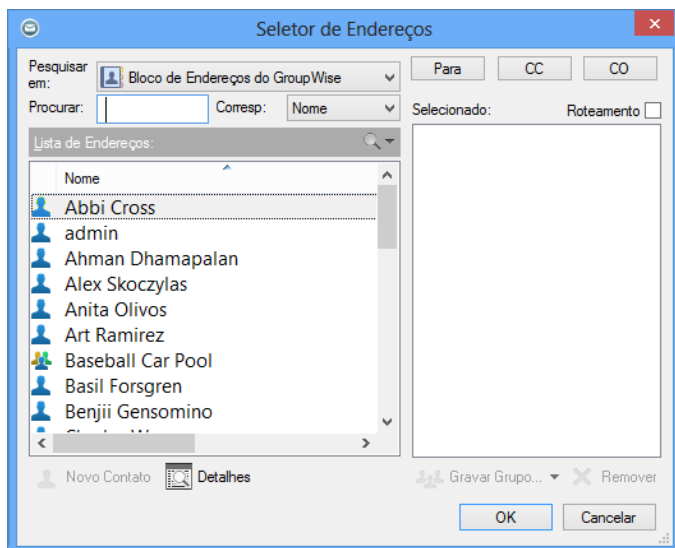 Seletor de Endereços
Pesquisar em:
Bloco de Endereços do GroupWise
Para
CC
CO
Procurar:
Corresp:
Nome
Selecionado:
Roteamento
Lista de Endereços:
Nome
Abbi Cross
admin
Ahman Dhamapalan
Alex Skoczylas
Anita Olivos
Art Ramirez
Baseball Car Pool
Basil Forsgren
Benjii Gensomino
Novo Contato
Detalhes
Gravar Grupo...
Remover
OK
Cancelar